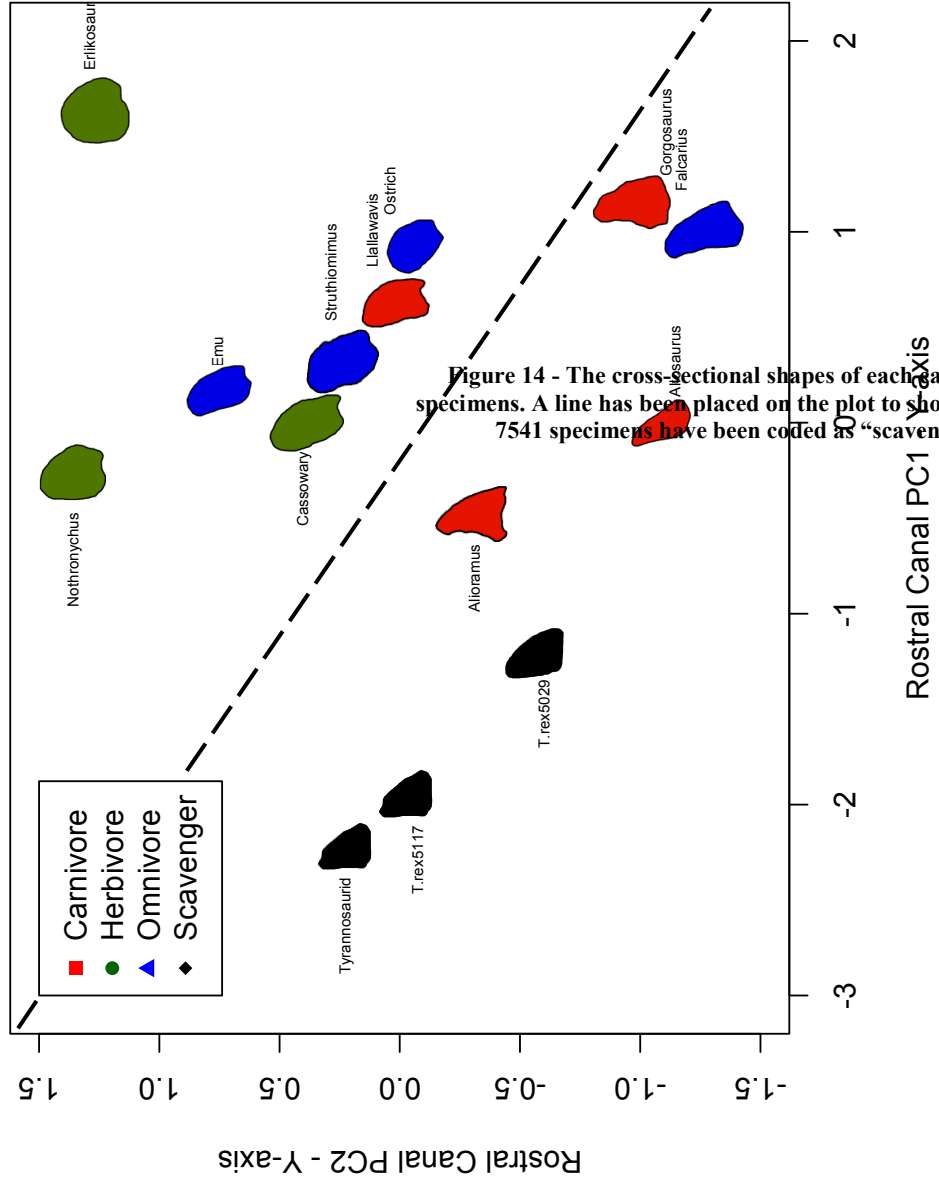 Carnivore
Herbivore
Omnivore
Scavenger
Erlikosaur
Nothronychus
Emu
Struthiomimus
Llallawavis
Ostrich
Cassowary
Gorgosaurus
Falcarius
Allosaurus
Alioramus
T.rex5029
T.rex5117
Tyrannosaurid
Figure 14 - The cross-sectional shapes of each
specimens. A line has been placed on the plot to
7541 specimens have been coded as “scaven
1.5
1.0
0.5
0.0
-0.5
-1.0
-1.5
-3
-2
-1
0
1
2
Rostral Canal PC2 - Y-axis
Rostral Canal PC1 - Y-axis